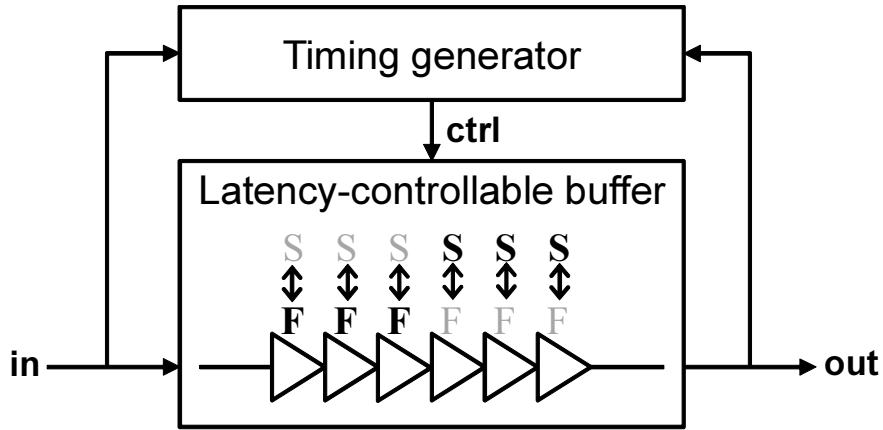 Timing generator
ctrl
Latency-controllable buffer
S S S S S S
F F F F F F
in
out